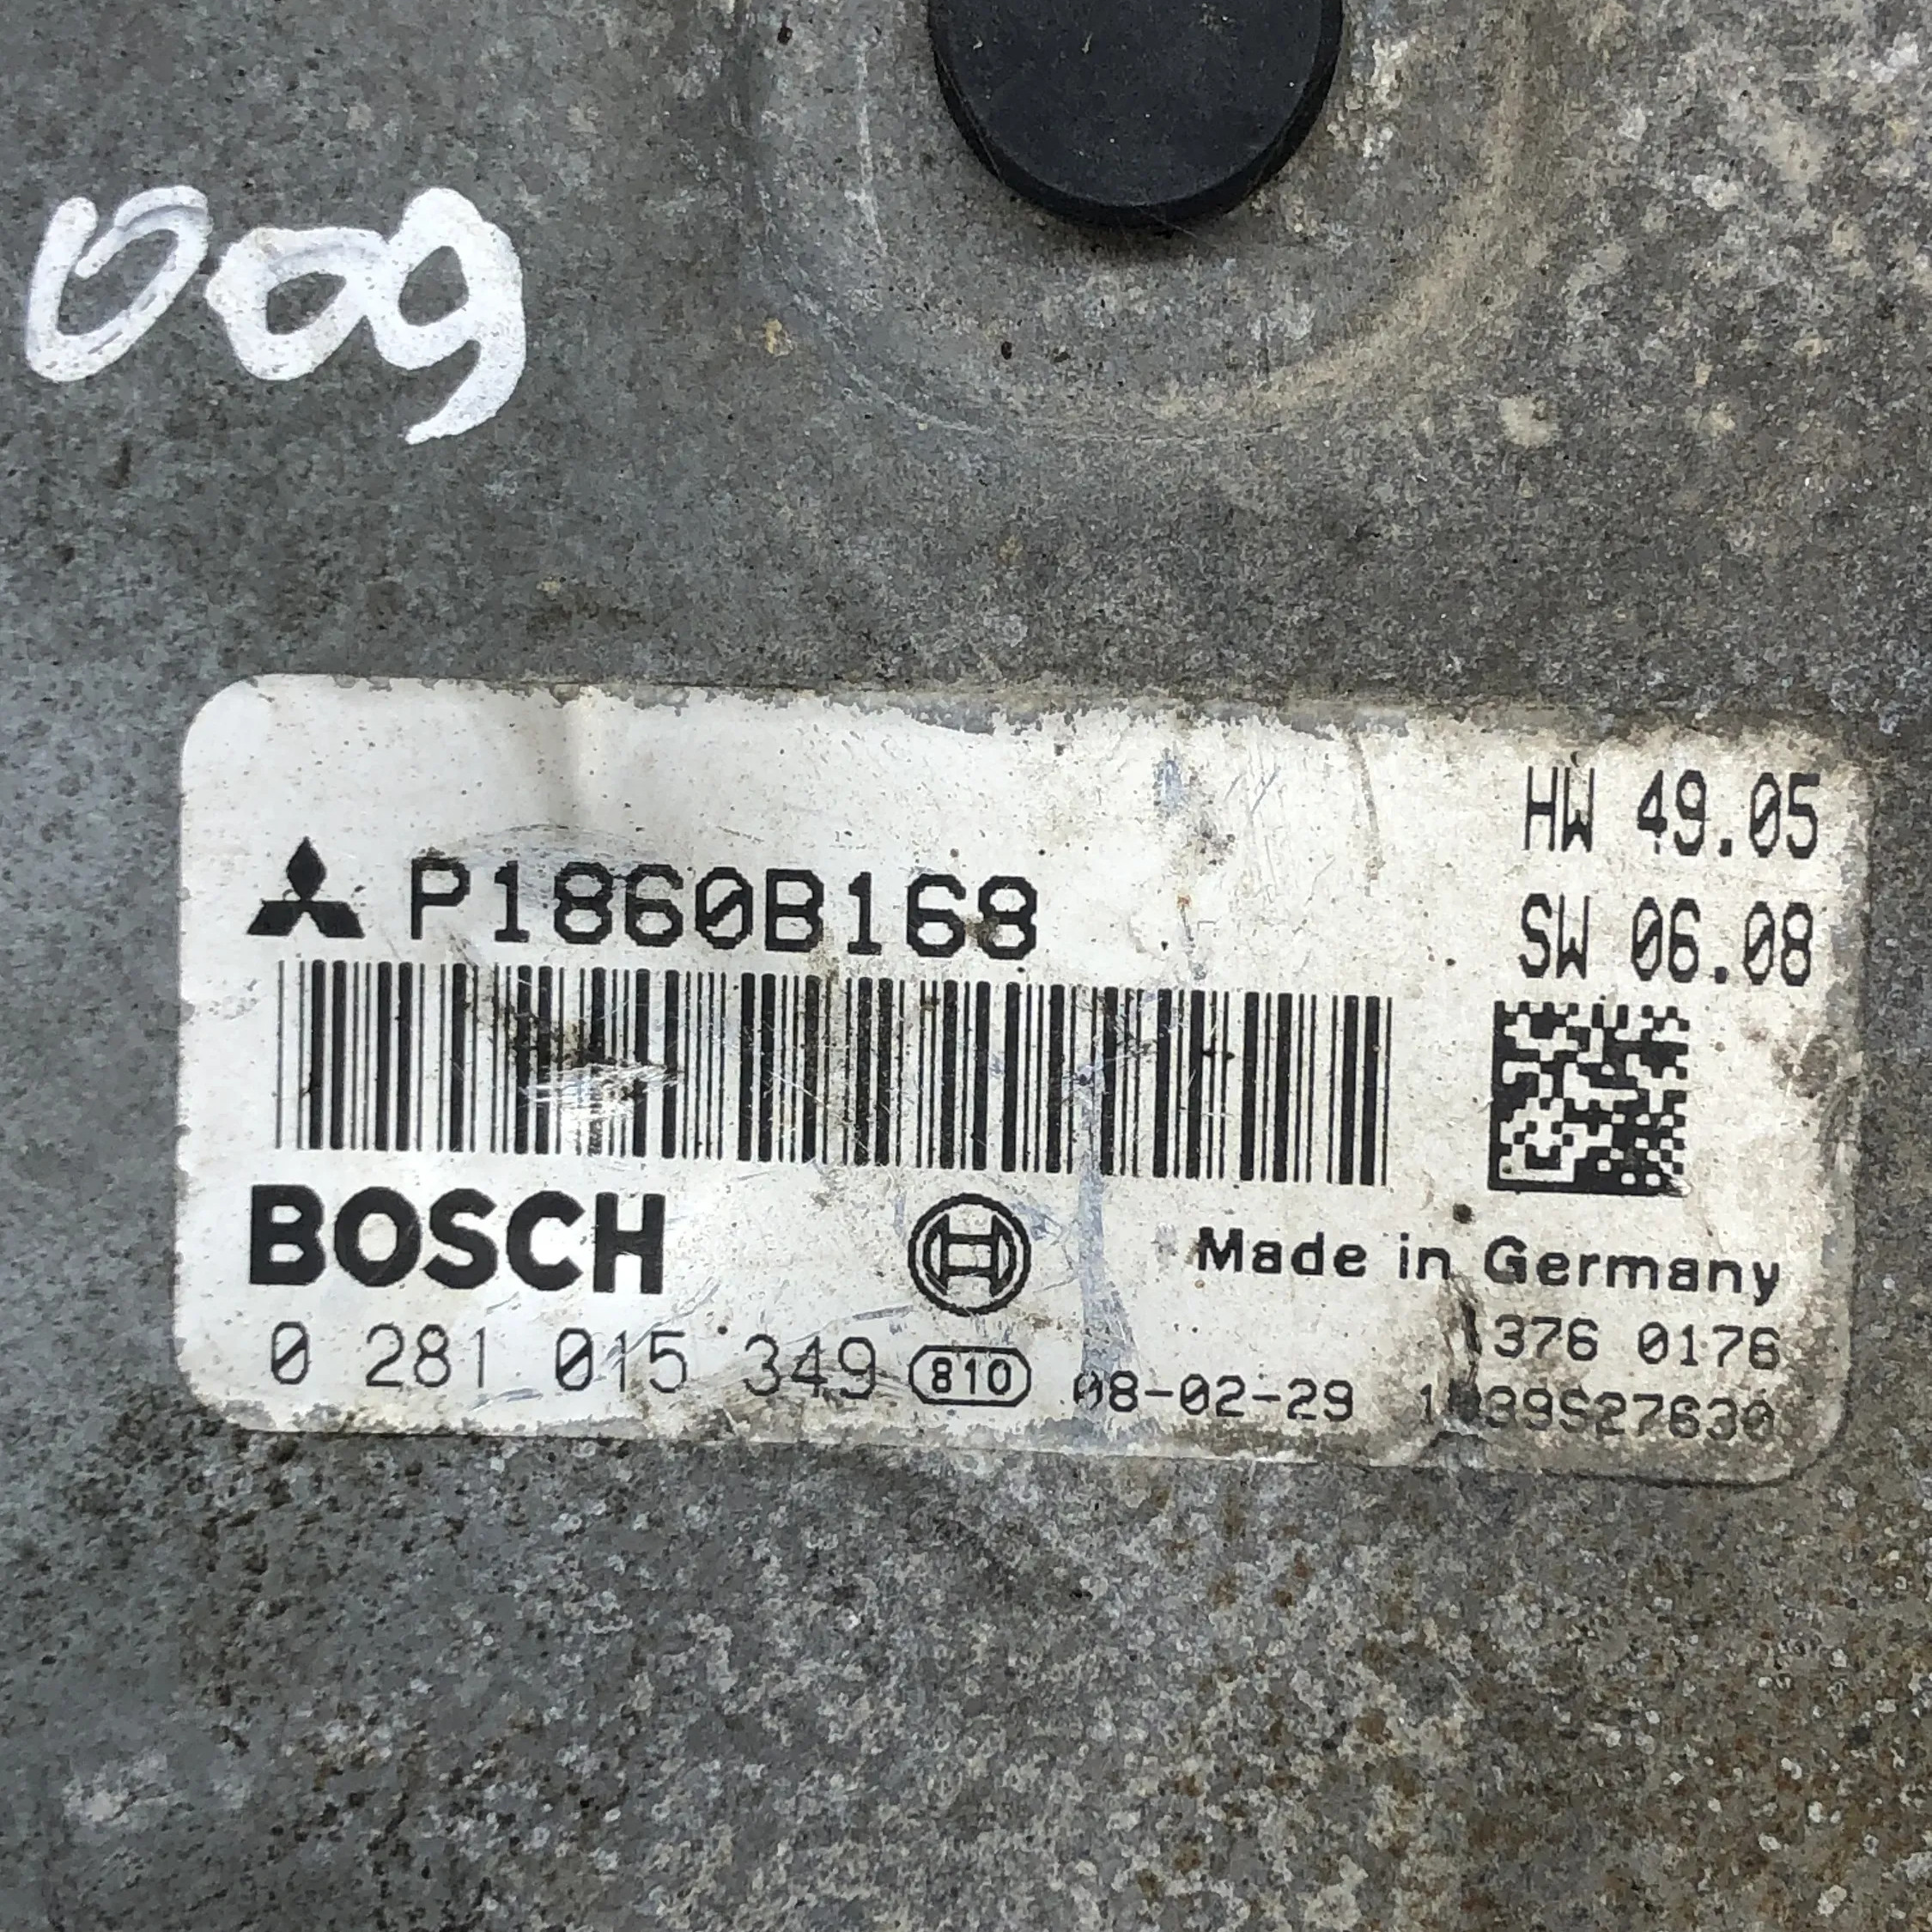 009
HW 49.05
P1860B168
SW 06.08
BOSCH
Made in Germany
376 0176
0 281 015 349 810 08-02-29